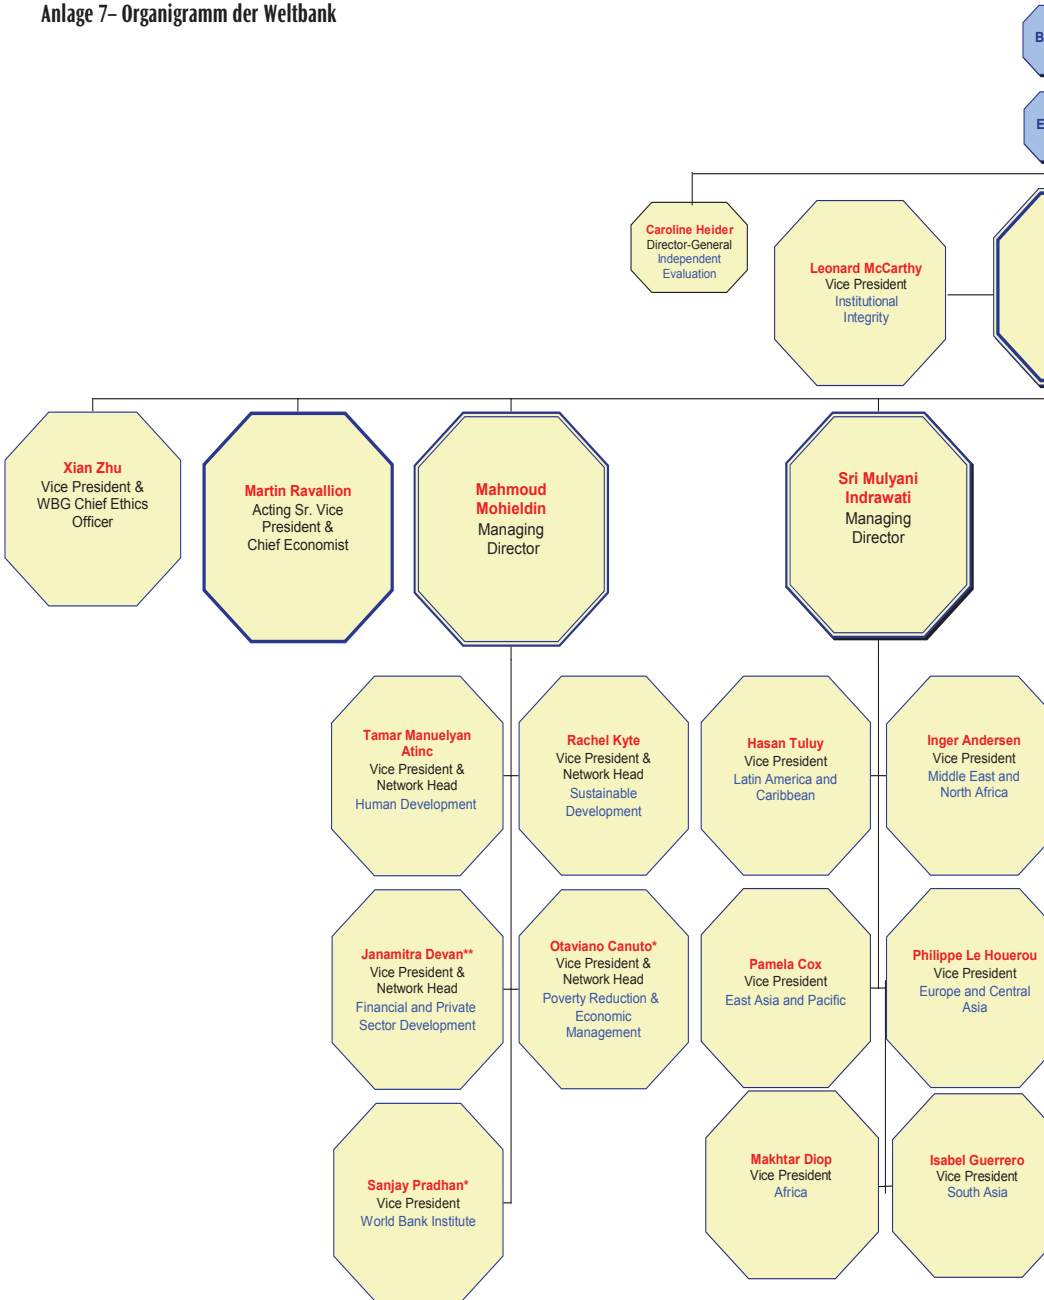 Anlage 7– Organigramm der Weltbank
B
E
Caroline Heider
Director-General
Independent
Evaluation
Leonard McCarthy
Vice President
Institutional
Integrity
Xian Zhu
Vice President &
WBG Chief Ethics
Officer
Martin Ravallion
Acting Sr. Vice
President &
Chief Economist
Mahmoud
Mohieldin
Managing
Director
Sri Mulyani
Indrawati
Managing
Director
Tamar Manuelyan
Atinc
Vice President &
Network Head
Human Development
Rachel Kyte
Vice President &
Network Head
Sustainable
Development
Hasan Tuluy
Vice President
Latin America and
Caribbean
Inger Andersen
Vice President
Middle East and
North Africa
Janamitra Devan**
Vice President &
Network Head
Financial and Private
Sector Development
Otaviano Canuto*
Vice President &
Network Head
Poverty Reduction &
Economic
Management
Pamela Cox
Vice President
East Asia and Pacific
Philippe Le Houerou
Vice President
Europe and Central
Asia
Sanjay Pradhan*
Vice President
World Bank Institute
Makhtar Diop
Vice President
Africa
Isabel Guerrero
Vice President
South Asia